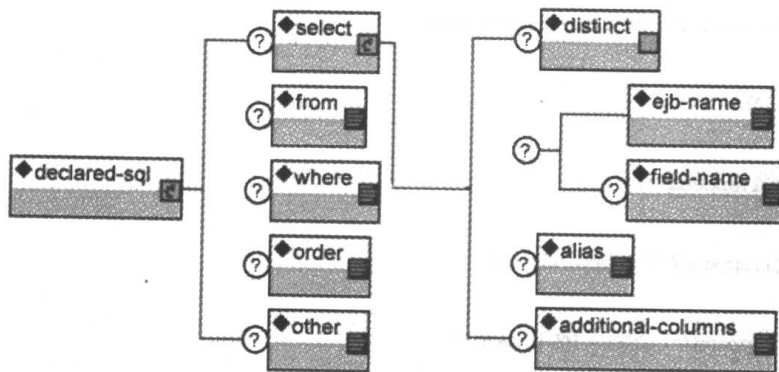 declared-sql
? select
? from
? where
? order
? other
? distinct
?
ejb-name
? field-name
? alias
? additional-columns